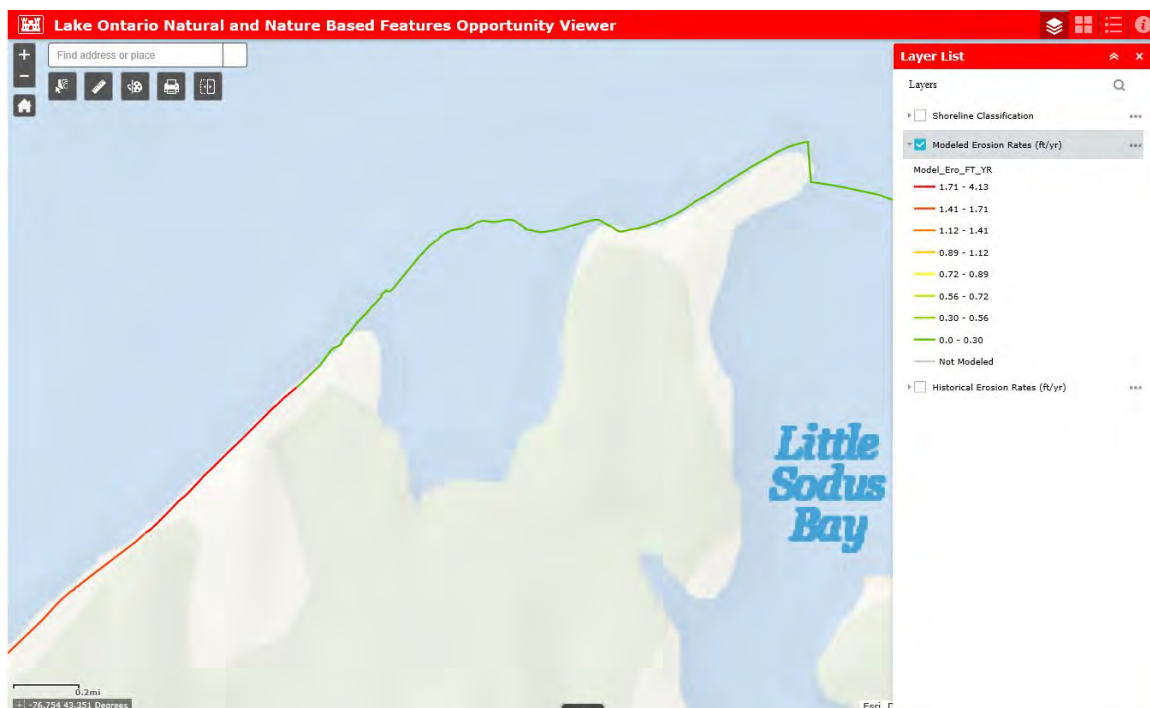 Lake Ontario Natural and Nature Based Features Opportunity Viewer
+
Find address or place
−
Layer List
Layers
Shoreline Classification
Modeled Erosion Rates (ft/yr)
Model_Ero_FT_YR
1.71 - 4.13
1.41 - 1.71
1.12 - 1.41
0.89 - 1.12
0.72 - 0.89
0.56 - 0.72
0.30 - 0.56
0.0 - 0.30
Not Modeled
Historical Erosion Rates (ft/yr)
Little
Sodus
Bay
0.2mi
-76.754 43.351 Degrees
Esri,